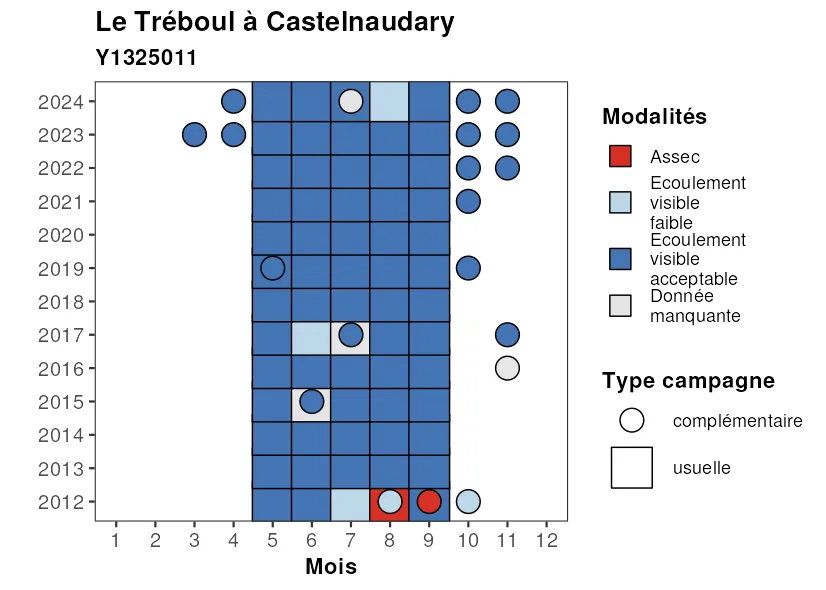 Le Tréboul à Castelnaudary
Y1325011
2024
2023
2022
2021
2020
2019
2018
2017
2016
2015
2014
2013
2012
1 2 3 4 5 6 7 8 9 10 11 12
Mois
Modalités
Assec
Ecoulement
visible
faible
Ecoulement
visible
acceptable
Donnée
manquante
Type campagne
complémentaire
usuelle